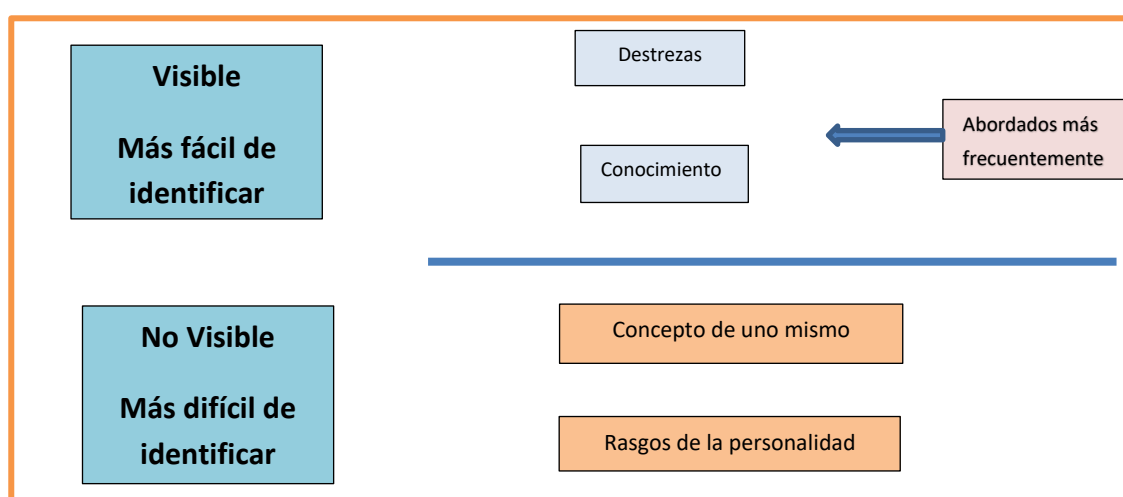 Visible
Más fácil de
identificar
Destrezas
Conocimiento
Abordados más
frecuentemente
No Visible
Más difícil de
identificar
Concepto de uno mismo
Rasgos de la personalidad